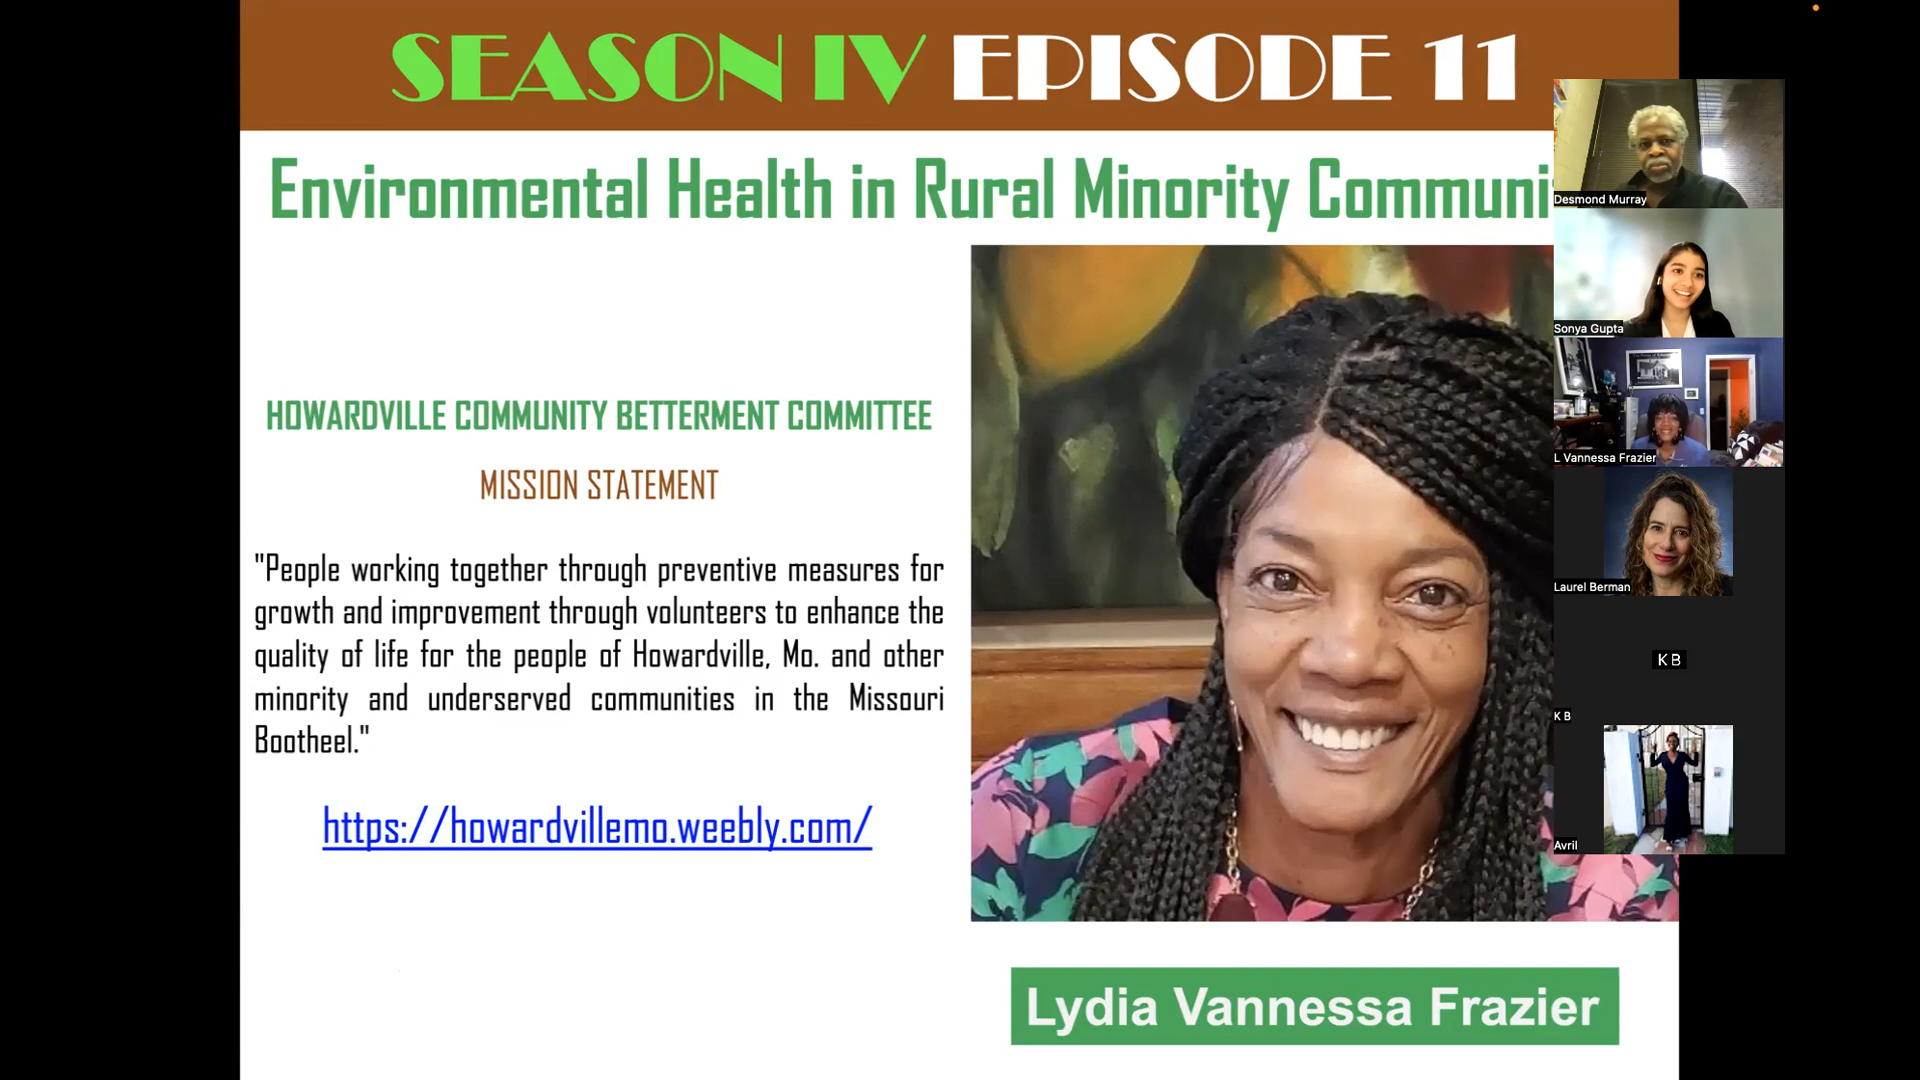 SEASON IV EPISODE 11
Environmental Health in Rural Minority Communi
HOWARDVILLE COMMUNITY BETTERMENT COMMITTEE
MISSION STATEMENT
"People working together through preventive measures for
growth and improvement through volunteers to enhance the
quality of life for the people of Howardville, Mo. and other
minority and underserved communities in the Missouri
Bootheel."
https://howardvillemo.weebly.com/
Lydia Vannessa Frazier
Desmond Murray
Sonya Gupta
L Vannessa Frazier
Laurel Berman
K B
K B
Avril